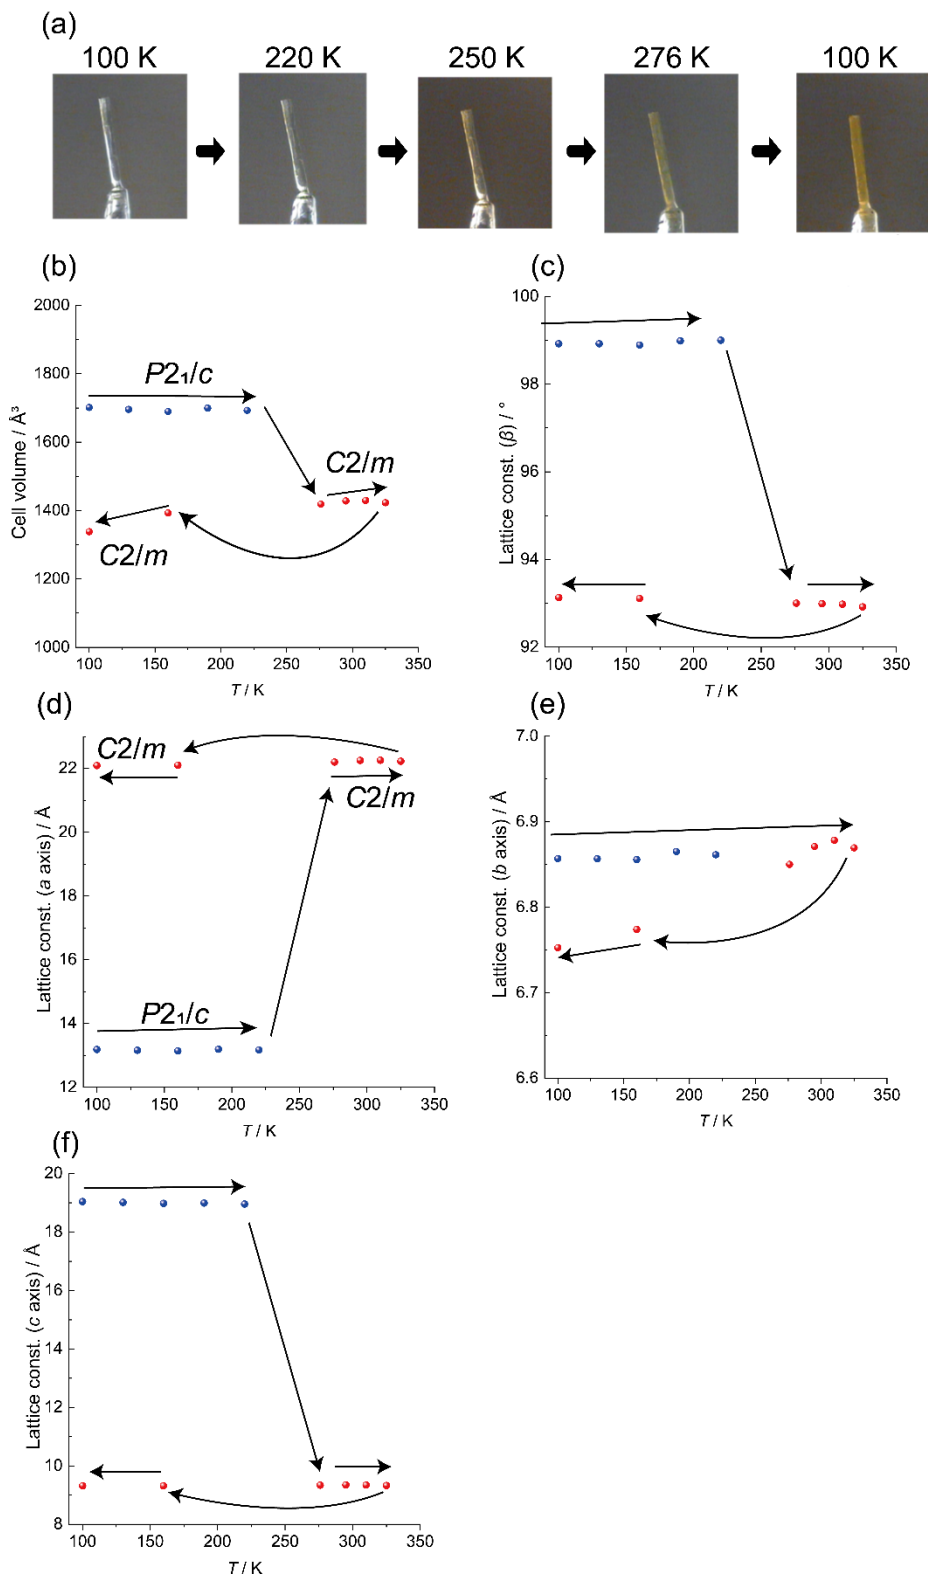 (a)
100 K
220 K
250 K
276 K
100 K
(b)
2000
1800
1600
1400
1200
1000
Cell volume / Å³
P2₁/c
C2/m
C2/m
100 150 200 250 300 350
T / K
(c)
100
98
96
94
93
92
Lattice const. (β) / °
100 150 200 250 300 350
T / K
(d)
22
20
18
16
14
13
12
Lattice const. (a axis) / Å
C2/m
C2/m
P2₁/c
100 150 200 250 300 350
T / K
(e)
7.0
6.9
6.8
6.7
6.6
Lattice const. (b axis) / Å
100 150 200 250 300 350
T / K
(f)
20
18
16
14
12
10
9
8
Lattice const. (c axis) / Å
100 150 200 250 300 350
T / K